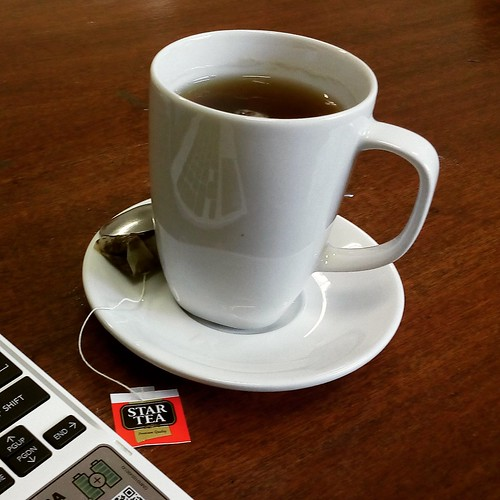 STAR
TEA
SHIFT
END →
↑
PGUP
PGDN
↓